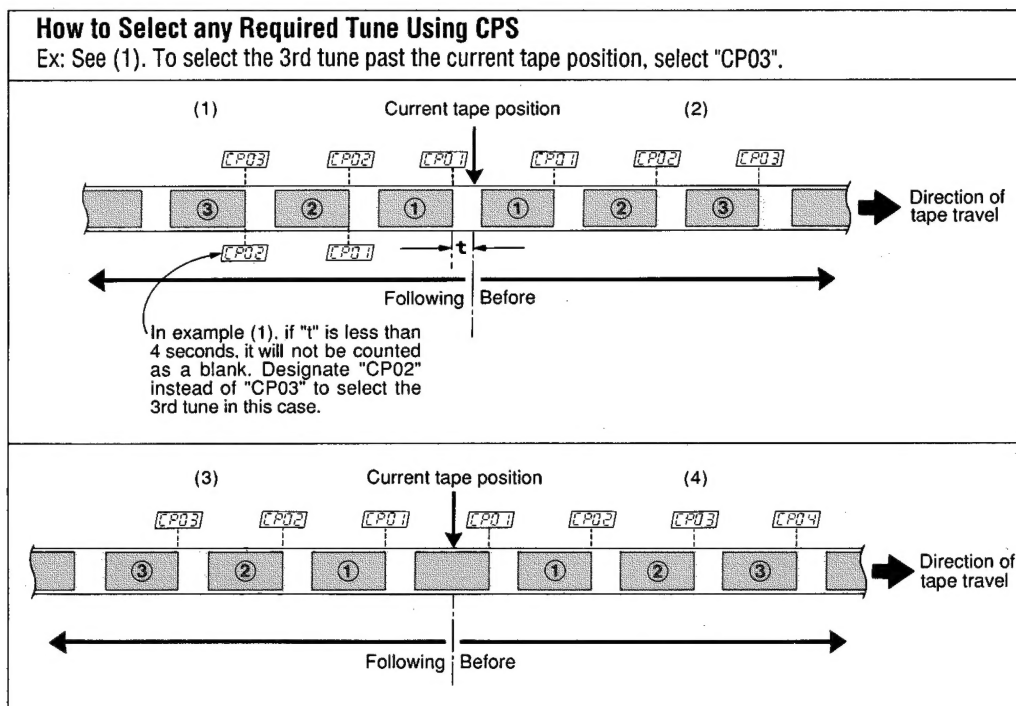 How to Select any Required Tune Using CPS
Ex: See (1). To select the 3rd tune past the current tape position, select "CP03".
(1)
Current tape position
(2)
CP03
CP02
CP01
CP01
CP02
CP03
③
②
①
①
②
③
Direction of
tape travel
CP02
CP01
t
Following
Before
In example (1), if "t" is less than
4 seconds, it will not be counted
as a blank. Designate "CP02"
instead of "CP03" to select the
3rd tune in this case.
(3)
Current tape position
(4)
CP03
CP02
CP01
CP01
CP02
CP03
CP04
③
②
①
①
②
③
Direction of
tape travel
Following
Before